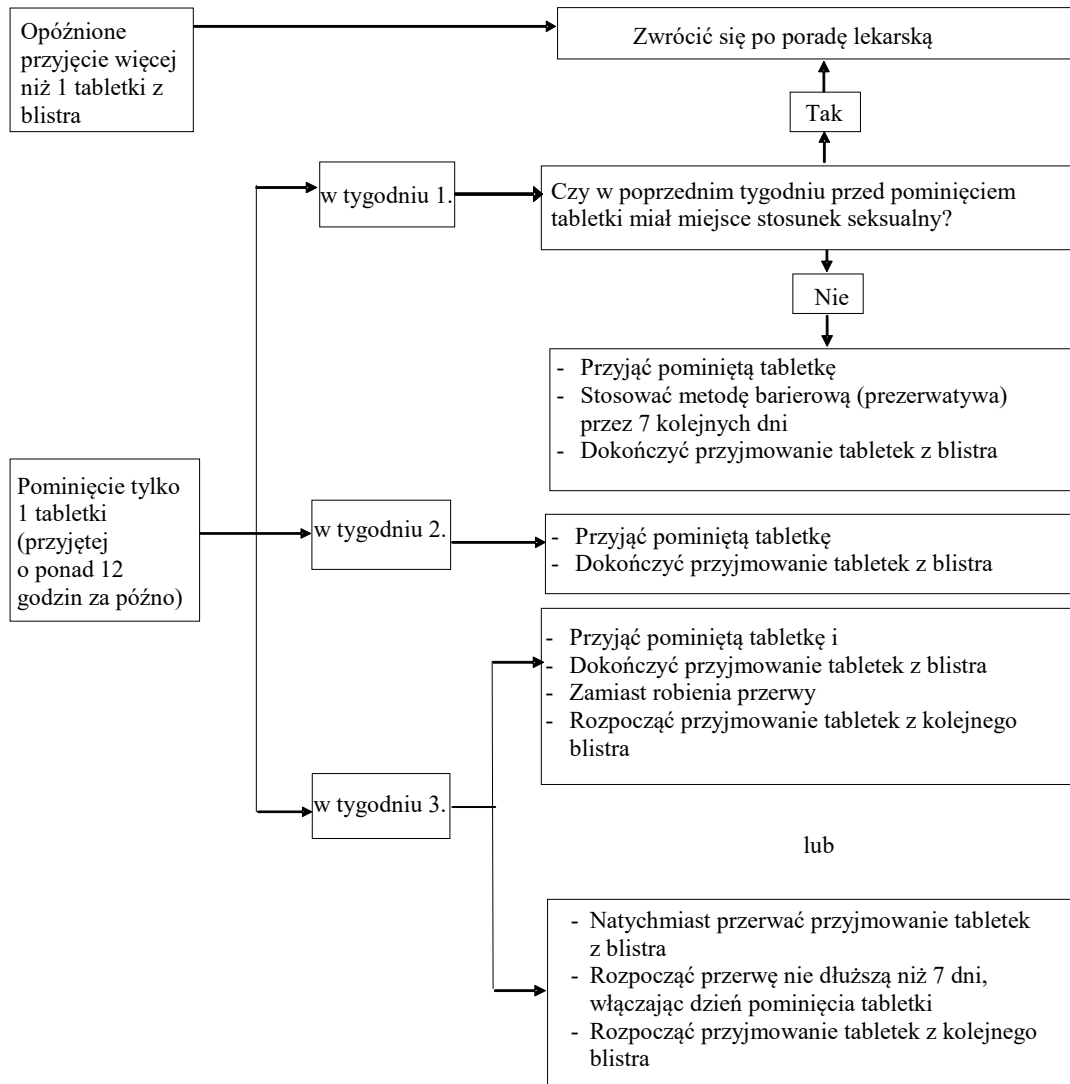 Opóźnione
przyjęcie więcej
niż 1 tabletki z
blistra
Zwrócić się po poradę lekarską
Tak
w tygodniu 1.
Czy w poprzednim tygodniu przed pominięciem
tabletki miał miejsce stosunek seksualny?
Nie
- Przyjąć pominiętą tabletkę
- Stosować metodę barierową (prezerwatywa)
przez 7 kolejnych dni
- Dokończyć przyjmowanie tabletek z blistra
Pominięcie tylko
1 tabletki
(przyjętej
o ponad 12
godzin za późno)
w tygodniu 2.
- Przyjąć pominiętą tabletkę
- Dokończyć przyjmowanie tabletek z blistra
- Przyjąć pominiętą tabletkę i
- Dokończyć przyjmowanie tabletek z blistra
- Zamiast robienia przerwy
- Rozpocząć przyjmowanie tabletek z kolejnego
blistra
w tygodniu 3.
lub
- Natychmiast przerwać przyjmowanie tabletek
z blistra
- Rozpocząć przerwę nie dłuższą niż 7 dni,
włączając dzień pominięcia tabletki
- Rozpocząć przyjmowanie tabletek z kolejnego
blistra